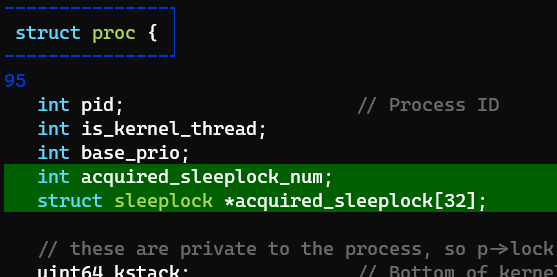 struct proc {
95
int pid; // Process ID
int is_kernel_thread;
int base_prio;
int acquired_sleeplock_num;
struct sleeplock *acquired_sleeplock[32];
// these are private to the process, so p->lock
uint64 kstack; // Bottom of kerne